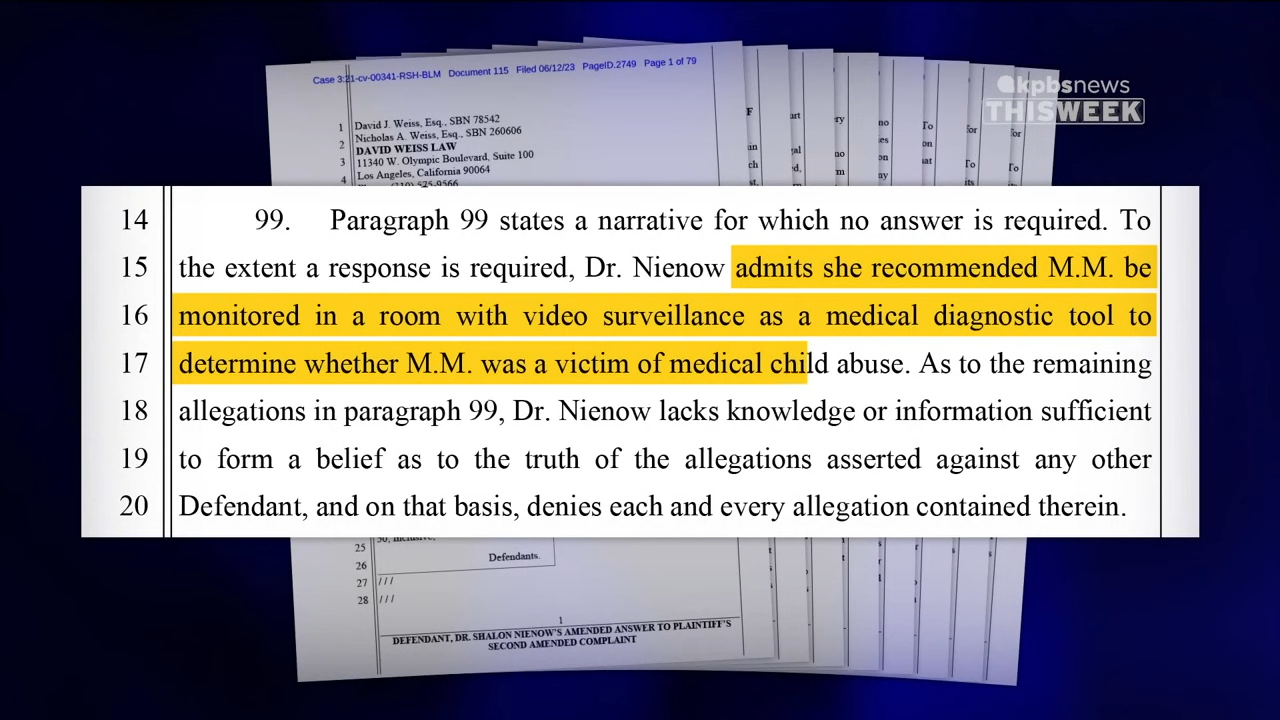 Case 3:21-cv-00341-RSH-BLM Document 115 Filed 06/12/23 PageID.2749 Page 1 of 79
kpbsnews
THISWEEK
1 David J. Weiss, Esq., SBN 78542
Nicholas A. Weiss, Esq., SBN 260606
2 DAVID WEISS LAW
3 11340 W. Olympic Boulevard, Suite 100
4 Los Angeles, California 90064
14 99. Paragraph 99 states a narrative for which no answer is required. To
15 the extent a response is required, Dr. Nienow admits she recommended M.M. be
16 monitored in a room with video surveillance as a medical diagnostic tool to
17 determine whether M.M. was a victim of medical child abuse. As to the remaining
18 allegations in paragraph 99, Dr. Nienow lacks knowledge or information sufficient
19 to form a belief as to the truth of the allegations asserted against any other
20 Defendant, and on that basis, denies each and every allegation contained therein.
25
26 Defendants.
27 ///
28 ///
1
DEFENDANT, DR. SHALON NIENOW'S AMENDED ANSWER TO PLAINTIFF'S
SECOND AMENDED COMPLAINT